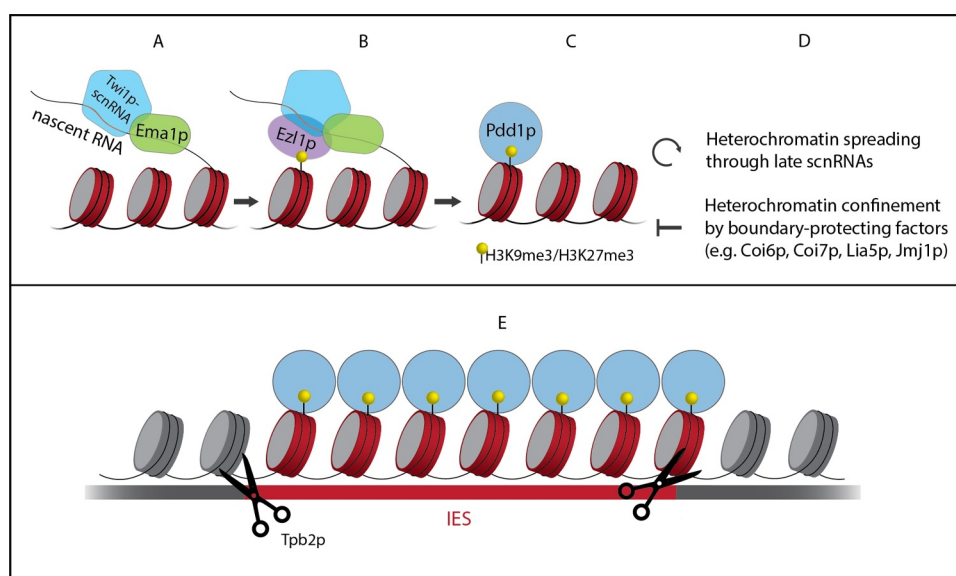 A
B
C
D
Twi1p-
scnRNA
nascent RNA
Ema1p
Ezl1p
Pdd1p
Heterochromatin spreading
through late scnRNAs
Heterochromatin confinement
by boundary-protecting factors
(e.g. Coi6p, Coi7p, Lia5p, Jmj1p)
H3K9me3/H3K27me3
E
IES
Tpb2p